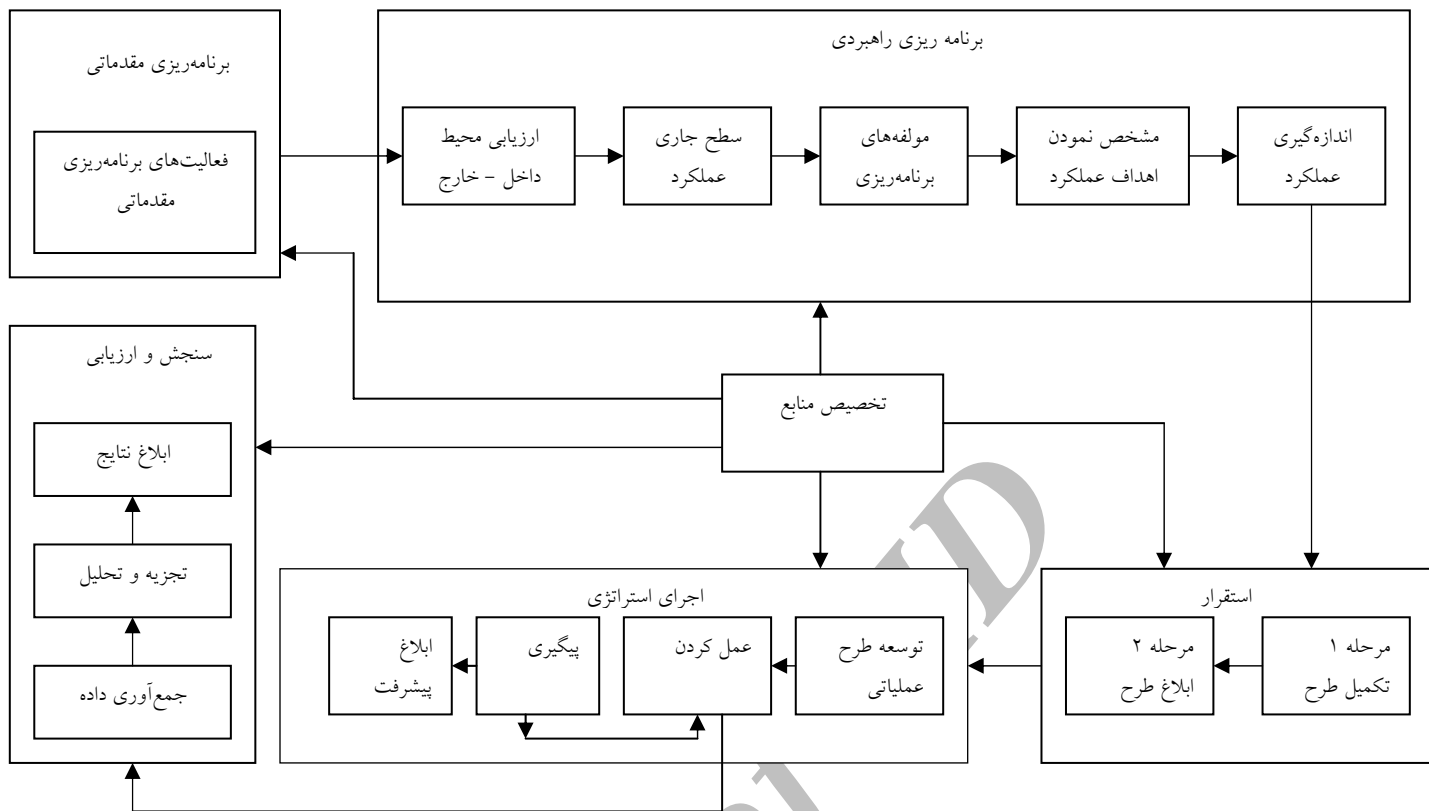 برنامه‌ریزی مقدماتی
فعالیت‌های برنامه‌ریزی
مقدماتی
برنامه ریزی راهبردی
ارزیابی محیط
داخل – خارج
سطح جاری
عملکرد
مولفه‌های
برنامه‌ریزی
مشخص نمودن
اهداف عملکرد
اندازه‌گیری
عملکرد
تخصیص منابع
استقرار
مرحله ۱
تکمیل طرح
مرحله ۲
ابلاغ طرح
اجرای استراتژی
توسعه طرح
عملیاتی
عمل کردن
پیگیری
ابلاغ
پیشرفت
سنجش و ارزیابی
ابلاغ نتایج
تجزیه و تحلیل
جمع‌آوری داده